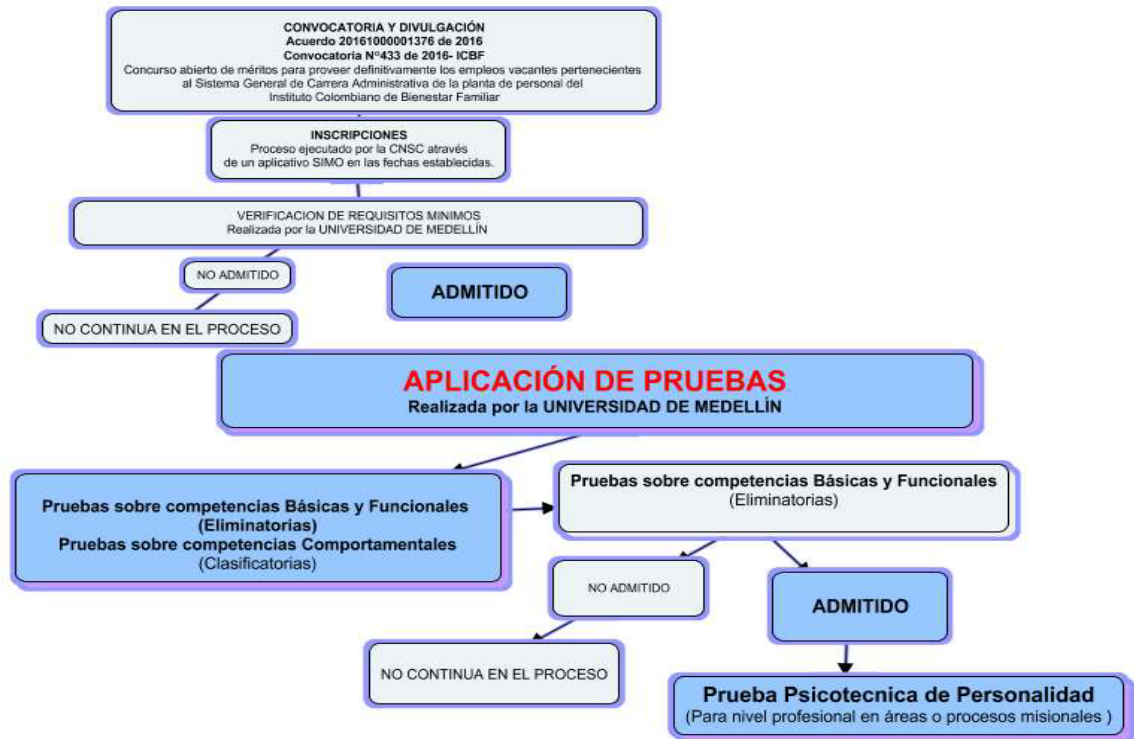 CONVOCATORIA Y DIVULGACIÓN
Acuerdo 20161000001376 de 2016
Convocatoria N°433 de 2016- ICBF
Concurso abierto de méritos para proveer definitivamente los empleos vacantes pertenecientes
al Sistema General de Carrera Administrativa de la planta de personal del
Instituto Colombiano de Bienestar Familiar
INSCRIPCIONES
Proceso ejecutado por la CNSC através
de un aplicativo SIMO en las fechas establecidas.
VERIFICACION DE REQUISITOS MINIMOS
Realizada por la UNIVERSIDAD DE MEDELLÍN
NO ADMITIDO
ADMITIDO
NO CONTINUA EN EL PROCESO
APLICACIÓN DE PRUEBAS
Realizada por la UNIVERSIDAD DE MEDELLÍN
Pruebas sobre competencias Básicas y Funcionales
(Eliminatorias)
Pruebas sobre competencias Comportamentales
(Clasificatorias)
Pruebas sobre competencias Básicas y Funcionales
(Eliminatorias)
NO ADMITIDO
ADMITIDO
NO CONTINUA EN EL PROCESO
Prueba Psicotecnica de Personalidad
(Para nivel profesional en áreas o procesos misionales )